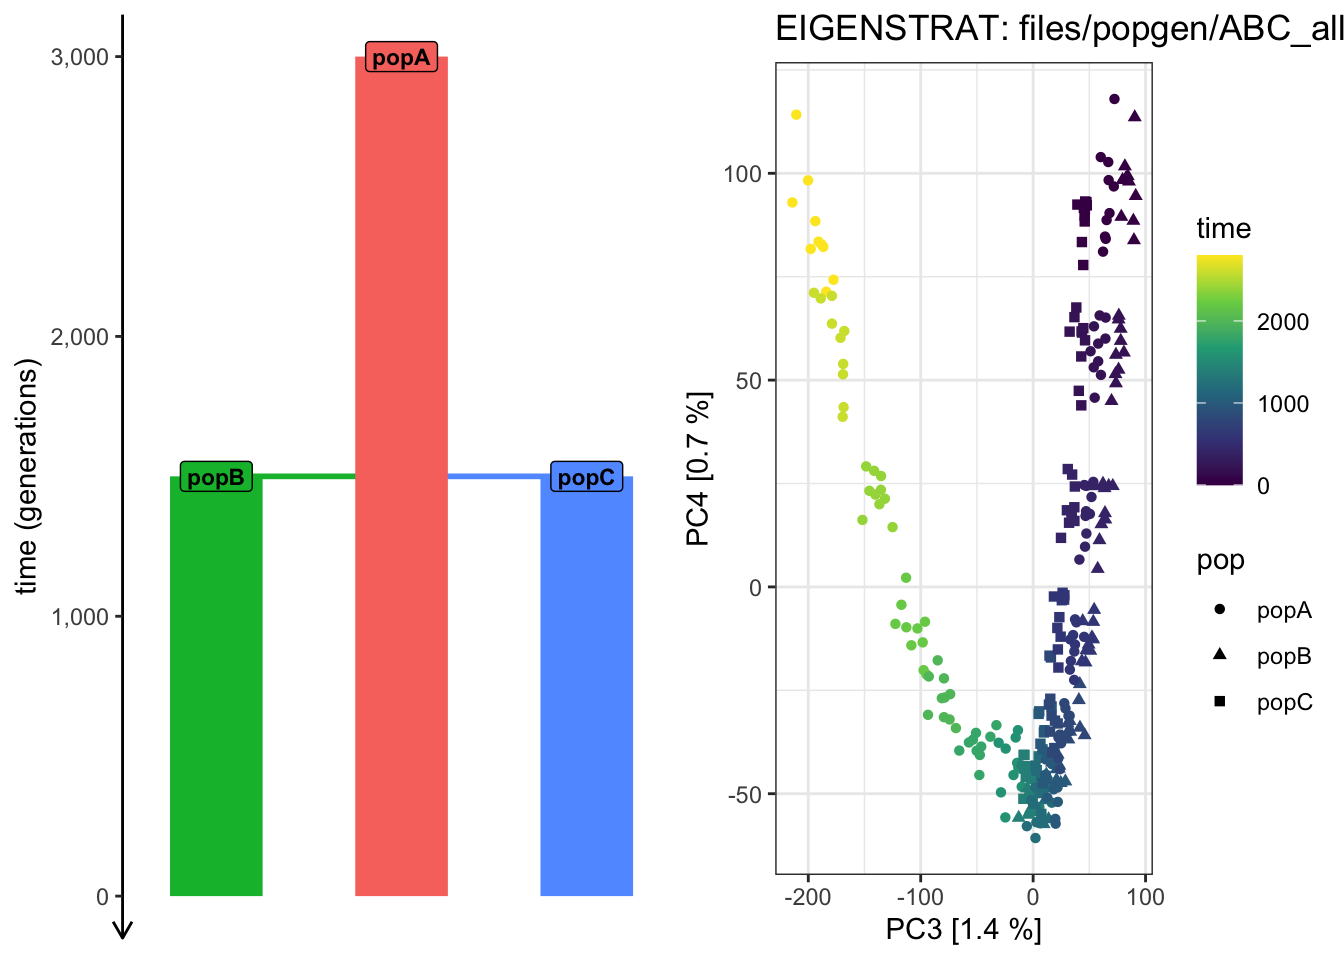 time (generations)
3,000
2,000
1,000
0
popA
popB
popC
EIGENSTRAT: files/popgen/ABC_all
PC4 [0.7 %]
100
50
0
-50
-200
-100
0
100
PC3 [1.4 %]
time
2000
1000
0
pop
popA
popB
popC